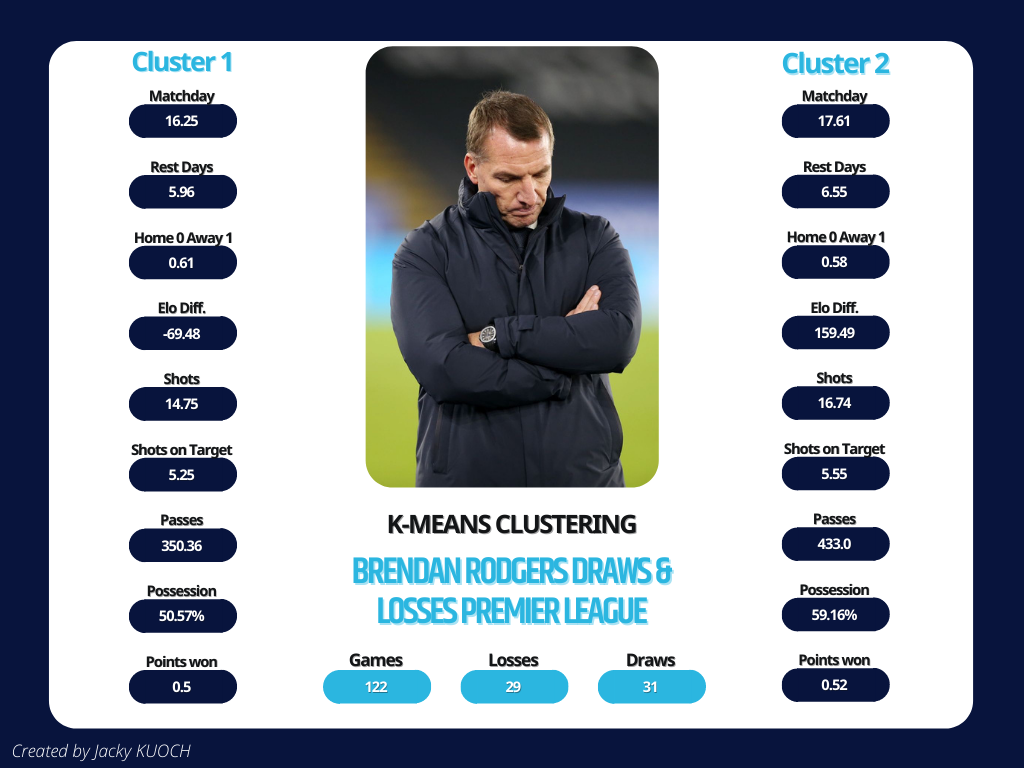 Cluster 1
Matchday
16.25
Rest Days
5.96
Home 0 Away 1
0.61
Elo Diff.
-69.48
Shots
14.75
Shots on Target
5.25
Passes
350.36
Possession
50.57%
Points won
0.5
K-MEANS CLUSTERING
BRENDAN RODGERS DRAWS &
LOSSES PREMIER LEAGUE
Games
122
Losses
29
Draws
31
Cluster 2
Matchday
17.61
Rest Days
6.55
Home 0 Away 1
0.58
Elo Diff.
159.49
Shots
16.74
Shots on Target
5.55
Passes
433.0
Possession
59.16%
Points won
0.52
Created by Jacky KUOCH